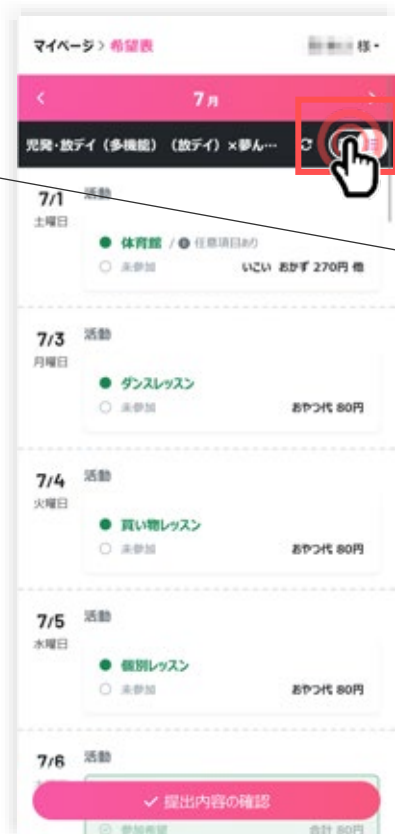 マイページ > 希望表 様
7月
児発・放デイ（多機能）（放デイ）×夢ん…
7/1 活動
土曜日
体育館 / 任意項目あり
未参加 いこい おかず 270円 他
7/3 活動
月曜日
ダンスレッスン
未参加 おやつ代 80円
7/4 活動
火曜日
買い物レッスン
未参加 おやつ代 80円
7/5 活動
水曜日
個別レッスン
未参加 おやつ代 80円
7/6 活動
提出内容の確認
参加希望 合計 80円